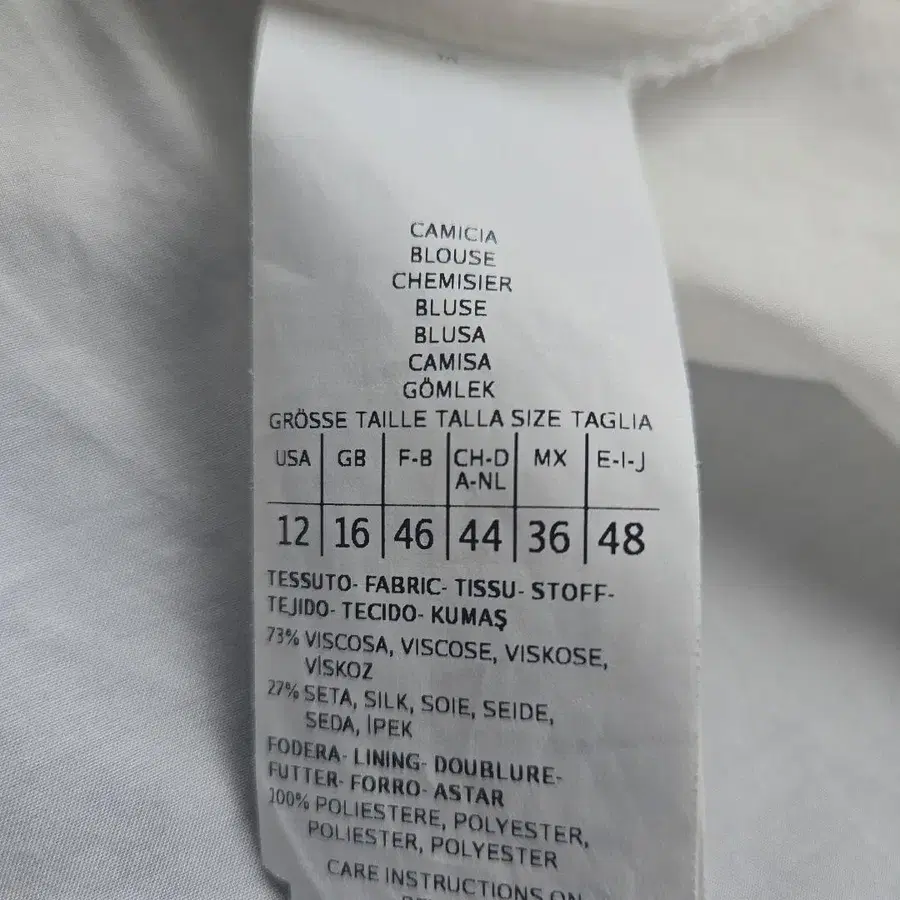 CAMICIA
BLOUSE
CHEMISIER
BLUSE
BLUSA
CAMISA
GÖMLEK
GRÖSSE TAILLE TALLA SIZE TAGLIA
USA GB F-B CH-D A-NL MX E-I-J
12 16 46 44 36 48
TESSUTO- FABRIC- TISSU- STOFF-
TEJIDO- TECIDO- KUMAŞ
73% VISCOSA, VISCOSE, VISKOSE,
VİSKOZ
27% SETA, SILK, SOIE, SEIDE,
SEDA, İPEK
FODERA- LINING- DOUBLURE-
FUTTER- FORRO- ASTAR
100% POLIESTERE, POLYESTER,
POLIESTER, POLYESTER
CARE INSTRUCTIONS ON